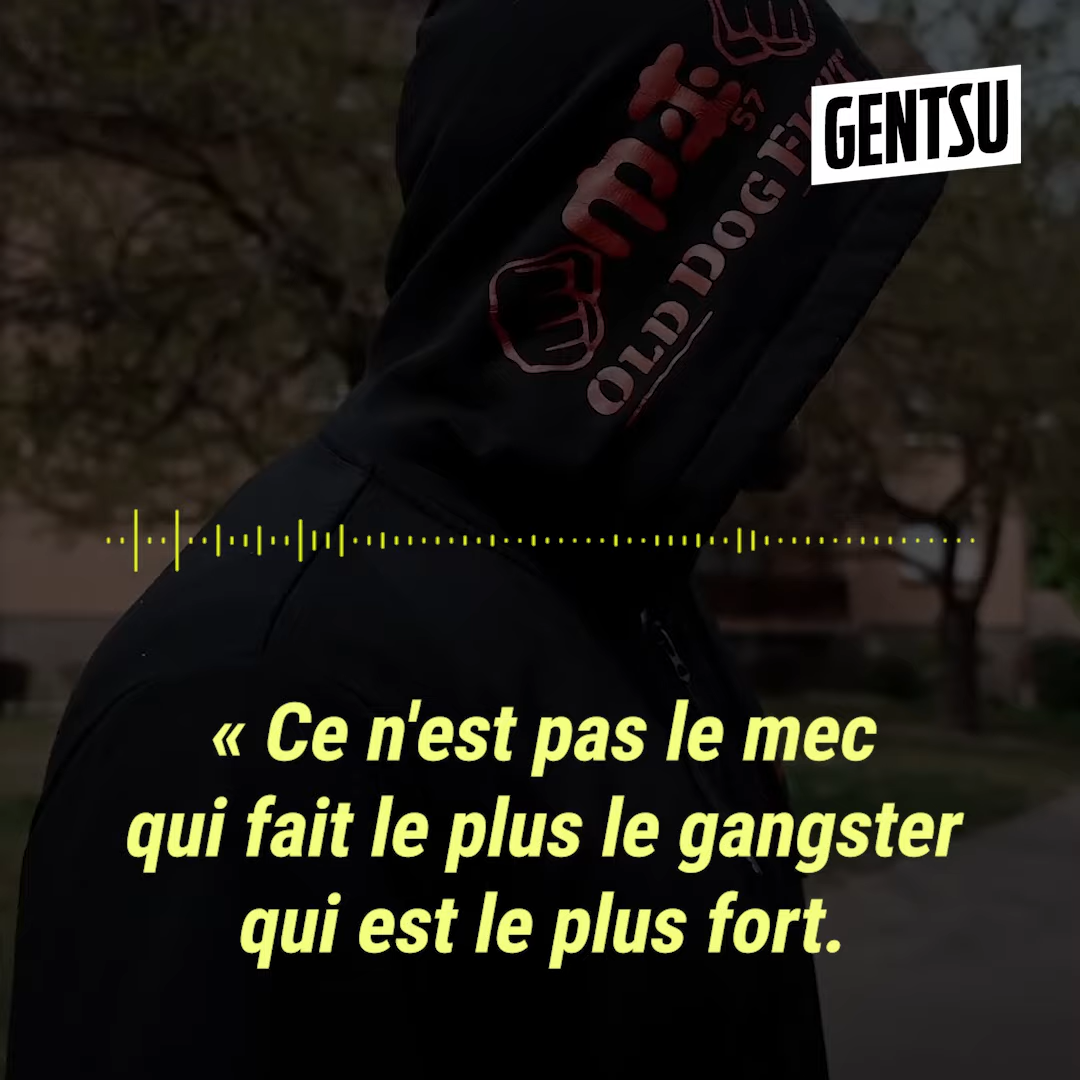 GENTSU
57
OLD DOG FIGHT
« Ce n'est pas le mec
qui fait le plus le gangster
qui est le plus fort.